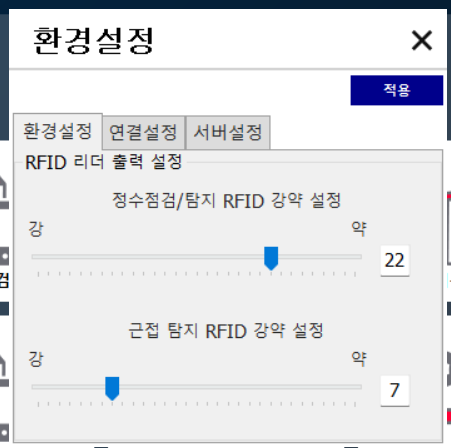 환경설정
적용
환경설정 연결설정 서버설정
RFID 리더 출력 설정
정수점검/탐지 RFID 강약 설정
강 약
22
근접 탐지 RFID 강약 설정
강 약
7